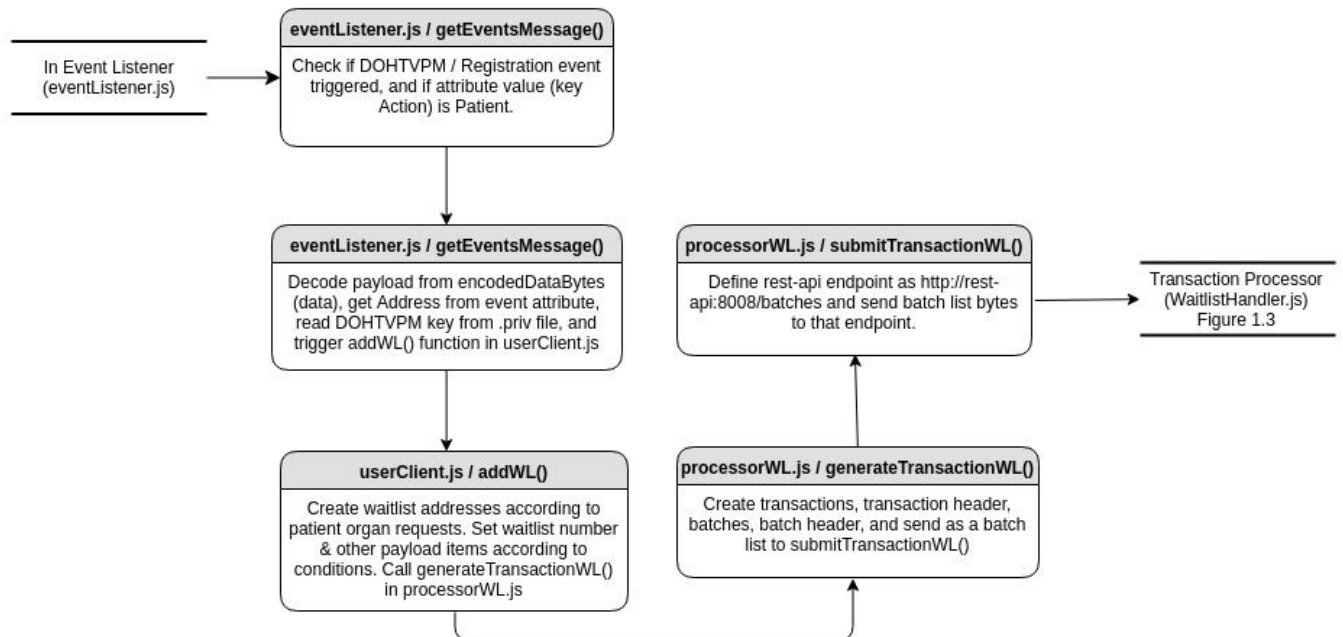 In Event Listener
(eventListener.js)
eventListener.js / getEventsMessage()
Check if DOHTVPM / Registration event
triggered, and if attribute value (key
Action) is Patient.
eventListener.js / getEventsMessage()
Decode payload from encodedDataBytes
(data), get Address from event attribute,
read DOHTVPM key from .priv file, and
trigger addWL() function in userClient.js
userClient.js / addWL()
Create waitlist addresses according to
patient organ requests. Set waitlist number
& other payload items according to
conditions. Call generateTransactionWL()
in processorWL.js
processorWL.js / generateTransactionWL()
Create transactions, transaction header,
batches, batch header, and send as a batch
list to submitTransactionWL()
processorWL.js / submitTransactionWL()
Define rest-api endpoint as http://rest-
api:8008/batches and send batch list bytes
to that endpoint.
Transaction Processor
(WaitlistHandler.js)
Figure 1.3